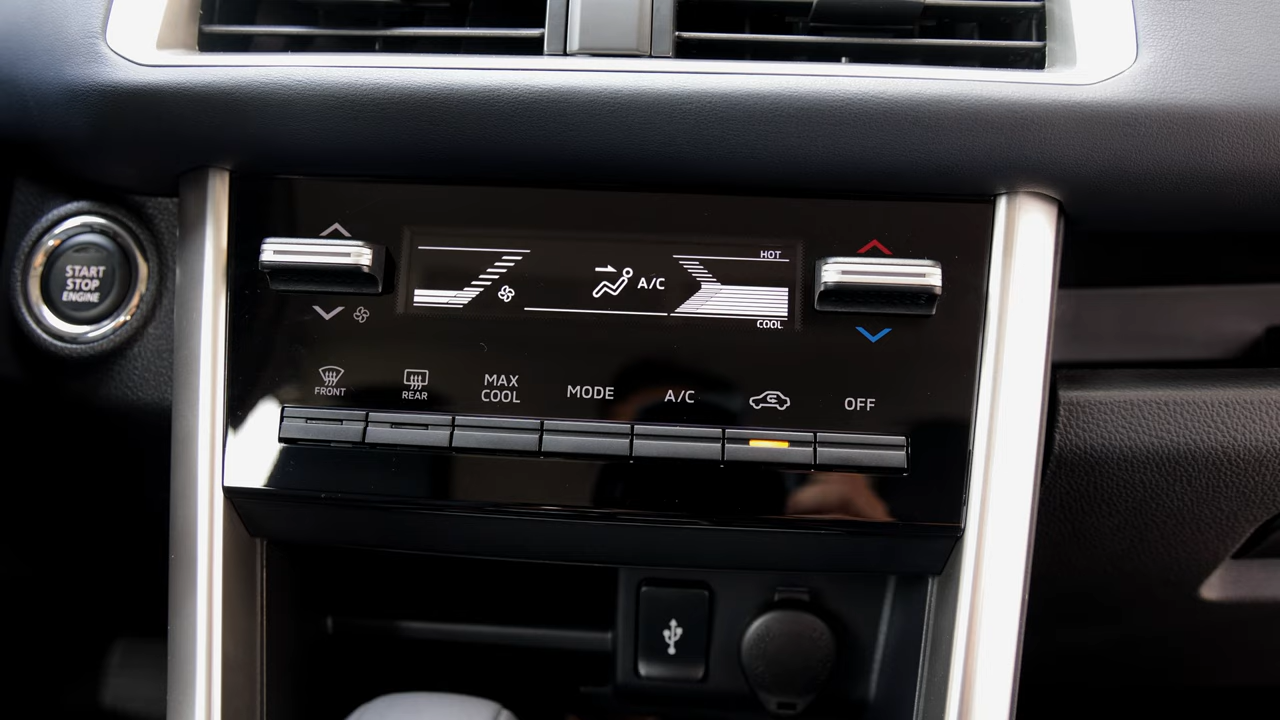 START
STOP
ENGINE
HOT
A/C
COOL
FRONT
REAR
MAX
COOL
MODE
A/C
OFF